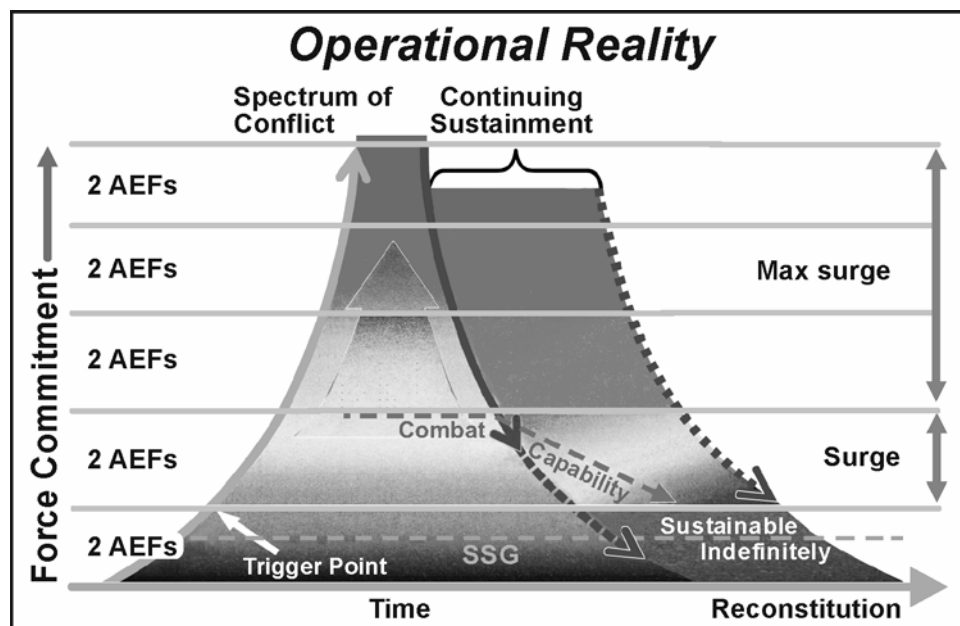 Operational Reality
Spectrum of
Conflict
Continuing
Sustainment
Force Commitment
2 AEFs
2 AEFs
2 AEFs
2 AEFs
2 AEFs
Max surge
Surge
Combat
Capability
Sustainable
Indefinitely
SSG
Trigger Point
Time
Reconstitution